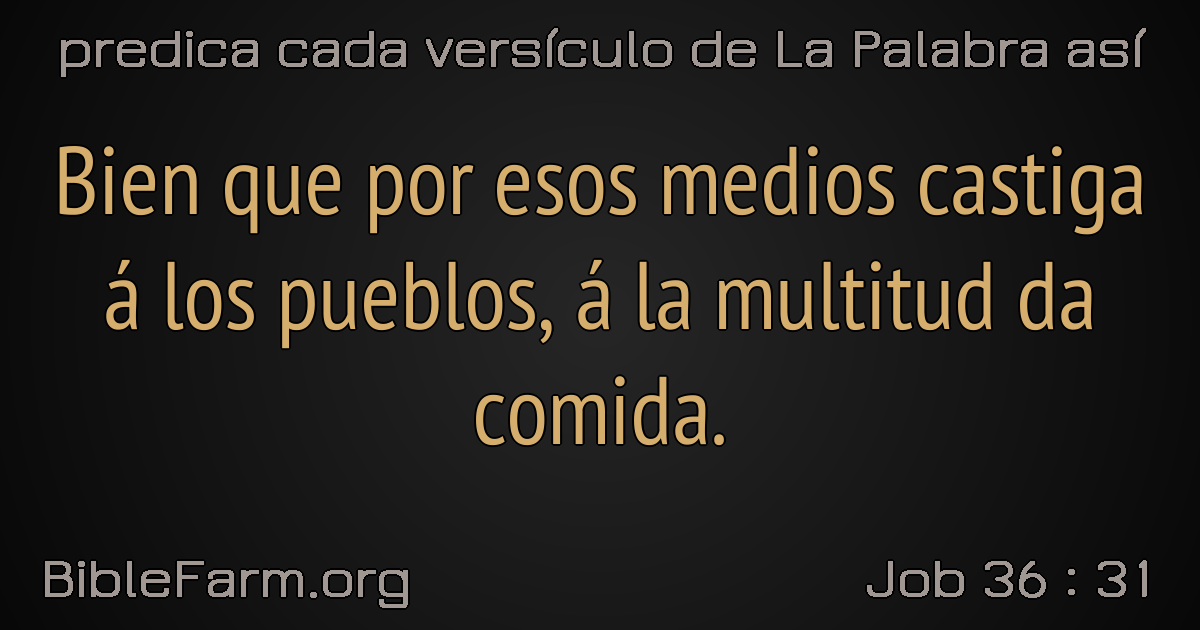 predica cada versículo de La Palabra así
Bien que por esos medios castiga
á los pueblos, á la multitud da
comida.
BibleFarm.org
Job 36 : 31